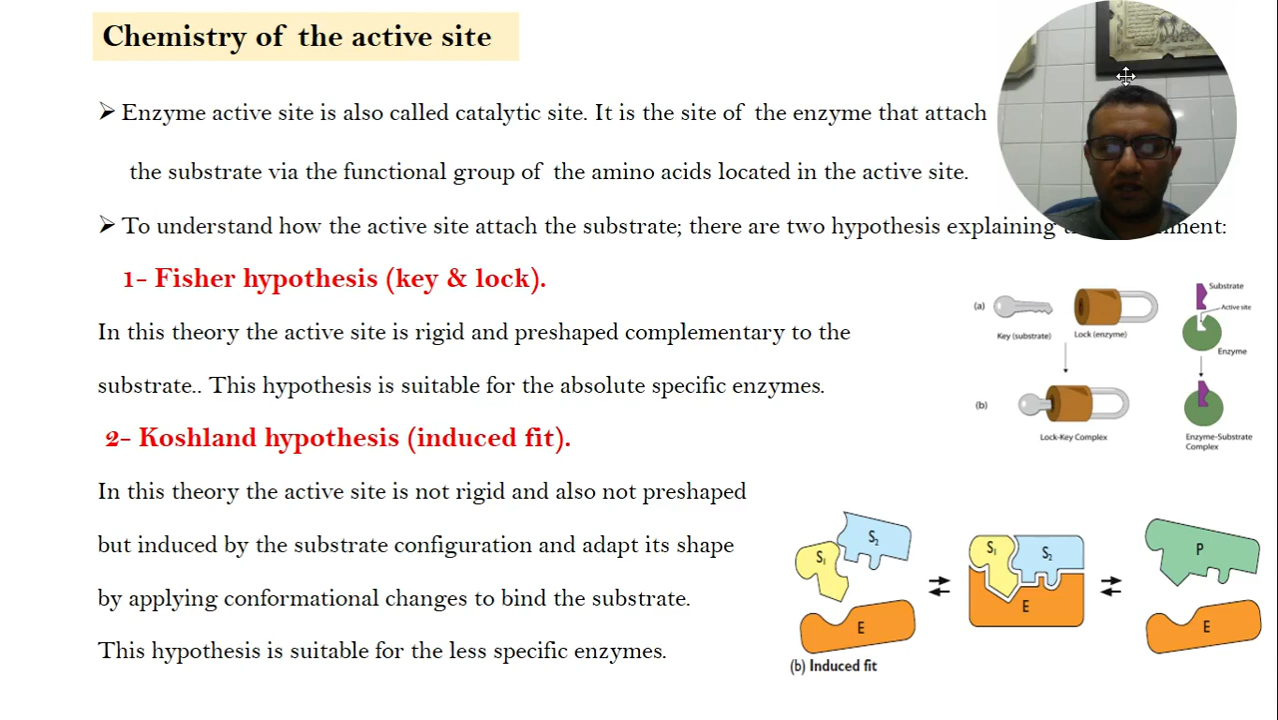 Chemistry of the active site
➢ Enzyme active site is also called catalytic site. It is the site of the enzyme that attach
the substrate via the functional group of the amino acids located in the active site.
➢ To understand how the active site attach the substrate; there are two hypothesis explaining
1- Fisher hypothesis (key & lock).
In this theory the active site is rigid and preshaped complementary to the
substrate.. This hypothesis is suitable for the absolute specific enzymes.
2- Koshland hypothesis (induced fit).
In this theory the active site is not rigid and also not preshaped
but induced by the substrate configuration and adapt its shape
by applying conformational changes to bind the substrate.
This hypothesis is suitable for the less specific enzymes.
(a)
Key (substrate)
Lock (enzyme)
Substrate
Active site
Enzyme
(b)
Lock-Key Complex
Enzyme-Substrate
Complex
S₁
S₂
E
S₁
S₂
E
P
E
(b) Induced fit